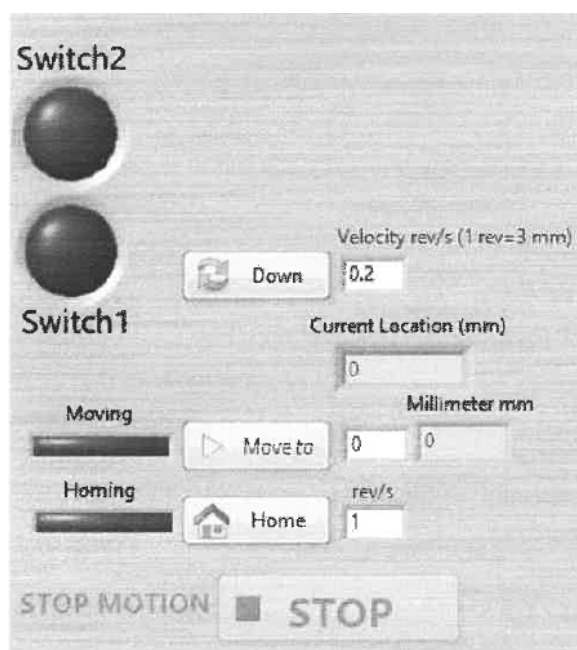 Switch2
Velocity rev/s (1 rev=3 mm)
Down 0.2
Switch1
Current Location (mm)
0
Moving
Millimeter mm
Move to 0 0
Homing
rev/s
Home 1
STOP MOTION STOP